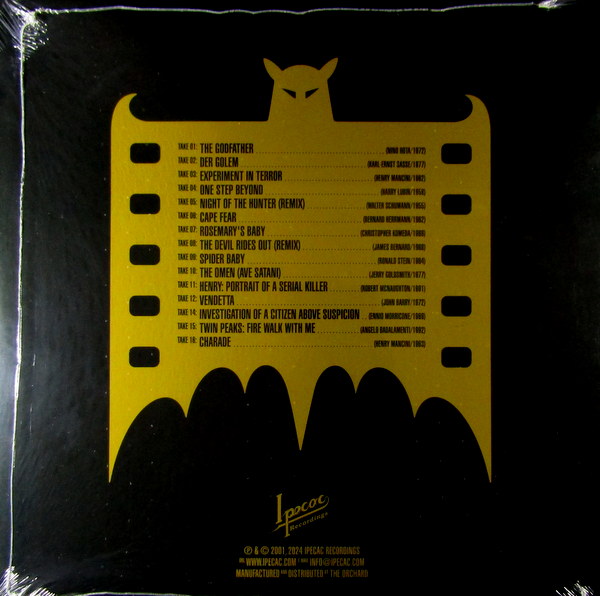 TAKE 01: THE GODFATHER (NINO ROTA/1972)
TAKE 02: DER GOLEM (KARL-ERNST SASSE/1977)
TAKE 03: EXPERIMENT IN TERROR (HENRY MANCINI/1962)
TAKE 04: ONE STEP BEYOND (HARRY LUBIN/1959)
TAKE 05: NIGHT OF THE HUNTER (REMIX) (WALTER SCHUMANN/1955)
TAKE 06: CAPE FEAR (BERNARD HERRMANN/1962)
TAKE 07: ROSEMARY'S BABY (CHRISTOPHER KOMEDA/1968)
TAKE 08: THE DEVIL RIDES OUT (REMIX) (JAMES BERNARD/1968)
TAKE 09: SPIDER BABY (RONALD STEIN/1964)
TAKE 10: THE OMEN (AVE SATANI) (JERRY GOLDSMITH/1977)
TAKE 11: HENRY: PORTRAIT OF A SERIAL KILLER (ROBERT MCNAUGHTON/1991)
TAKE 12: VENDETTA (JOHN BARRY/1972)
TAKE 14: INVESTIGATION OF A CITIZEN ABOVE SUSPICION (ENNIO MORRICONE/1969)
TAKE 15: TWIN PEAKS: FIRE WALK WITH ME (ANGELO BADALAMENTI/1992)
TAKE 16: CHARADE (HENRY MANCINI/1963)
Ipecac
Recordings
℗ & © 2001, 2024 IPECAC RECORDINGS
WWW.IPECAC.COM INFO@IPECAC.COM
MANUFACTURED AND DISTRIBUTED BY THE ORCHARD